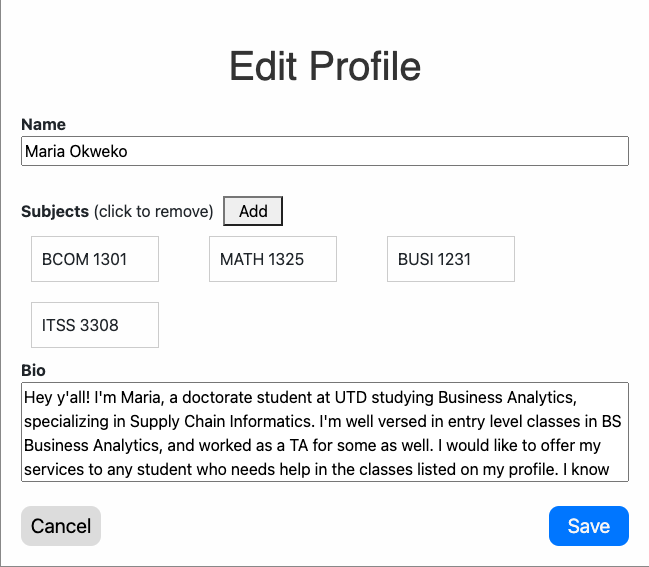 Edit Profile
Name
Maria Okweko
Subjects (click to remove) Add
BCOM 1301 MATH 1325 BUSI 1231
ITSS 3308
Bio
Hey y'all! I'm Maria, a doctorate student at UTD studying Business Analytics,
specializing in Supply Chain Informatics. I'm well versed in entry level classes in BS
Business Analytics, and worked as a TA for some as well. I would like to offer my
services to any student who needs help in the classes listed on my profile. I know
Cancel Save